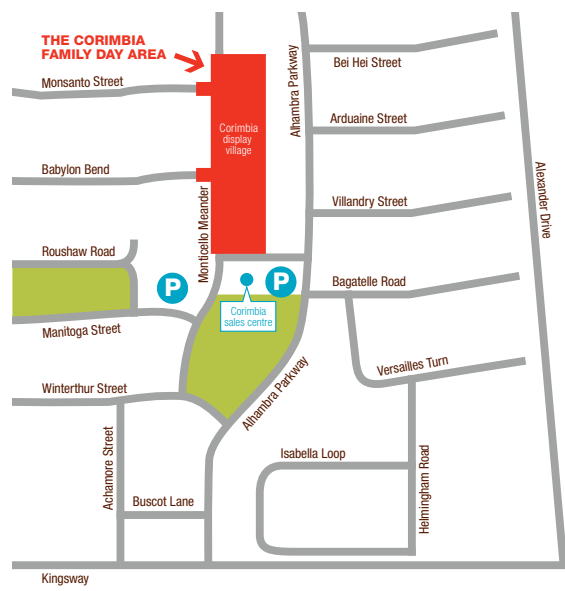 THE CORIMBIA
FAMILY DAY AREA
Monsanto Street
Alhambra Parkway
Bei Hei Street
Corimbia
display
village
Arduaine Street
Babylon Bend
Alexander Drive
Monticello Meander
Villandry Street
Roushaw Road
P
P
Bagatelle Road
Corimbia
sales centre
Manitoga Street
Versailles Turn
Alhambra Parkway
Winterthur Street
Achamore Street
Isabella Loop
Helmingham Road
Buscot Lane
Kingsway